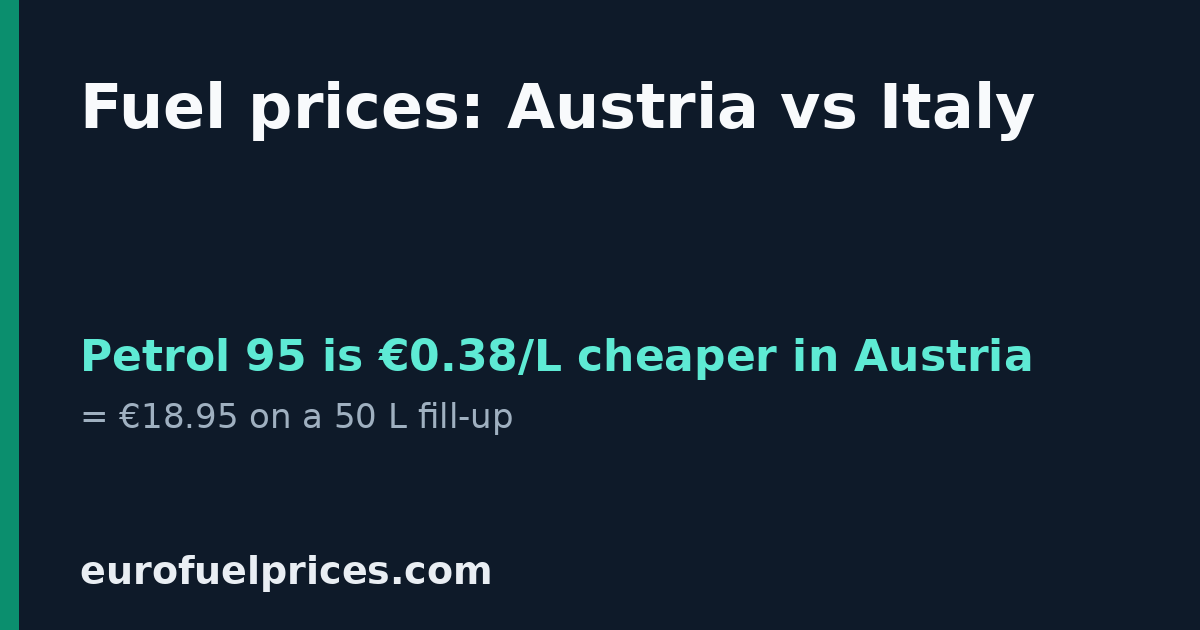 Fuel prices: Austria vs Italy
Petrol 95 is €0.38/L cheaper in Austria
= €18.95 on a 50 L fill-up
eurofuelprices.com